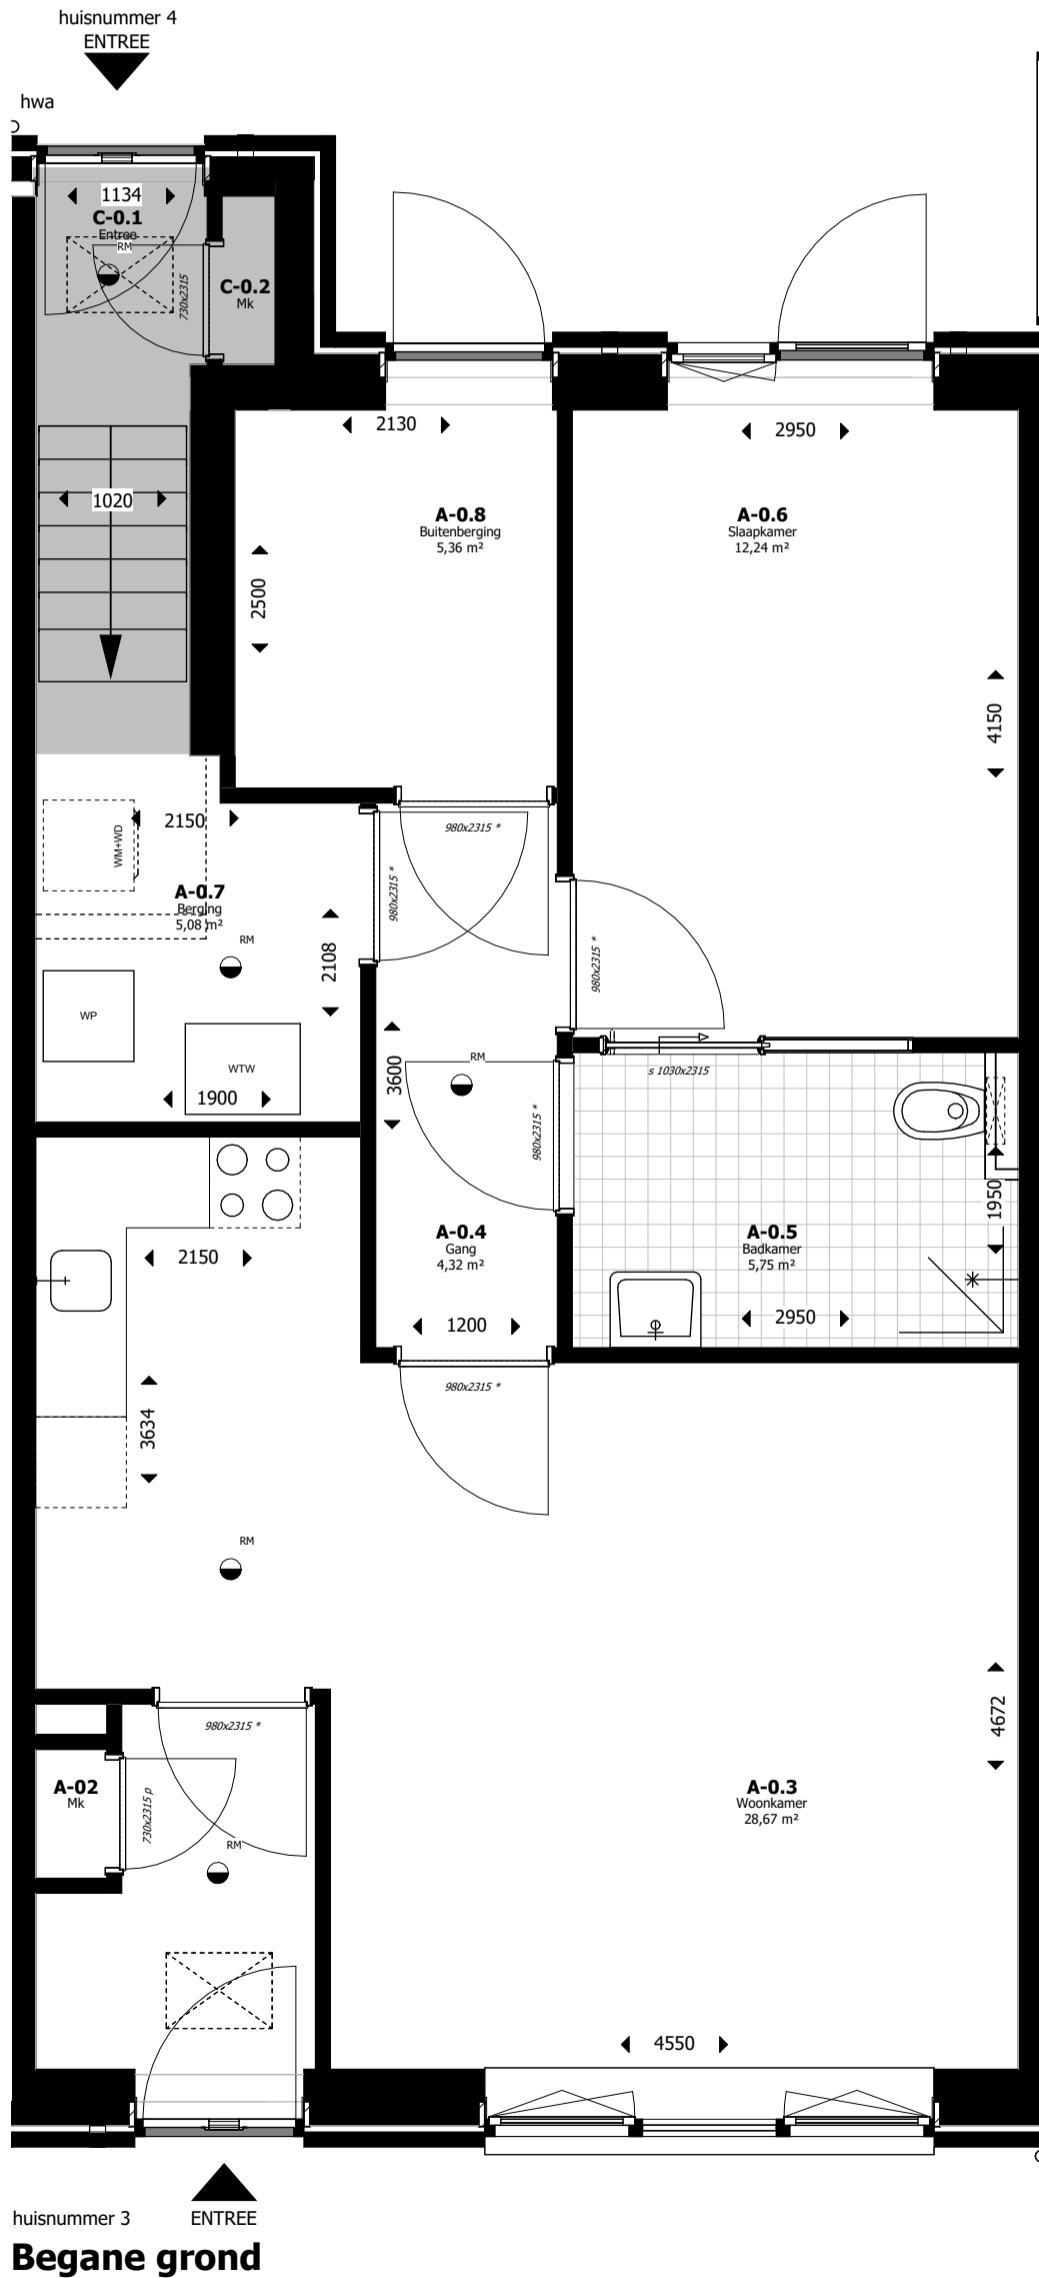 huisnummer 4
ENTREE
hwa
1134
C-0.1
Entree
RM
730x2315
C-0.2
Mk
2130
2950
1020
A-0.8
Buitenberging
5,36 m²
A-0.6
Slaapkamer
12,24 m²
2500
4150
2150
WM+WD
980x2315 *
980x2315 *
A-0.7
Berging
5,08 m²
RM
2108
980x2315 *
WP
WTW
1900
3600
RM
s 1030x2315
980x2315 *
1950
2150
A-0.4
Gang
4,32 m²
A-0.5
Badkamer
5,75 m²
1200
2950
980x2315 *
3634
RM
4672
980x2315 *
A-02
Mk
730x2315 p
A-0.3
Woonkamer
28,67 m²
RM
4550
huisnummer 3
ENTREE
Begane grond